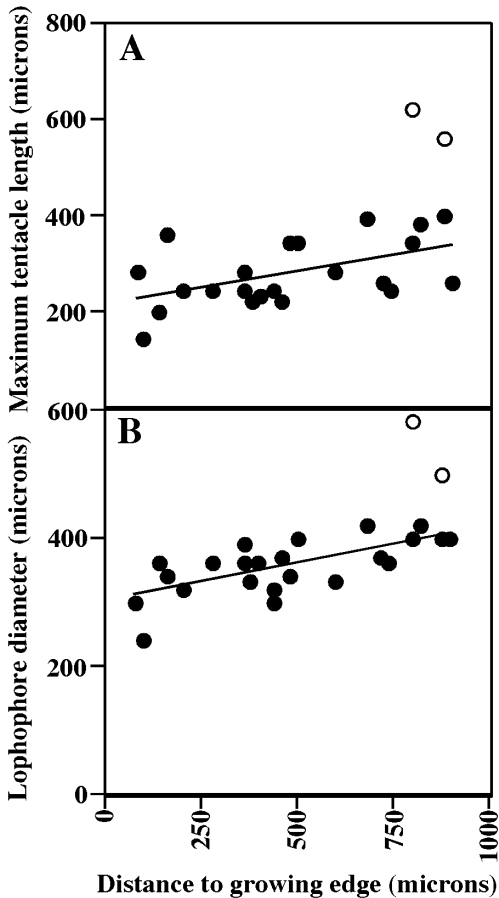 Maximum tentacle length (microns)
800
600
400
200
A
Lophophore diameter (microns)
600
400
200
0
B
0
250
500
750
1000
Distance to growing edge (microns)